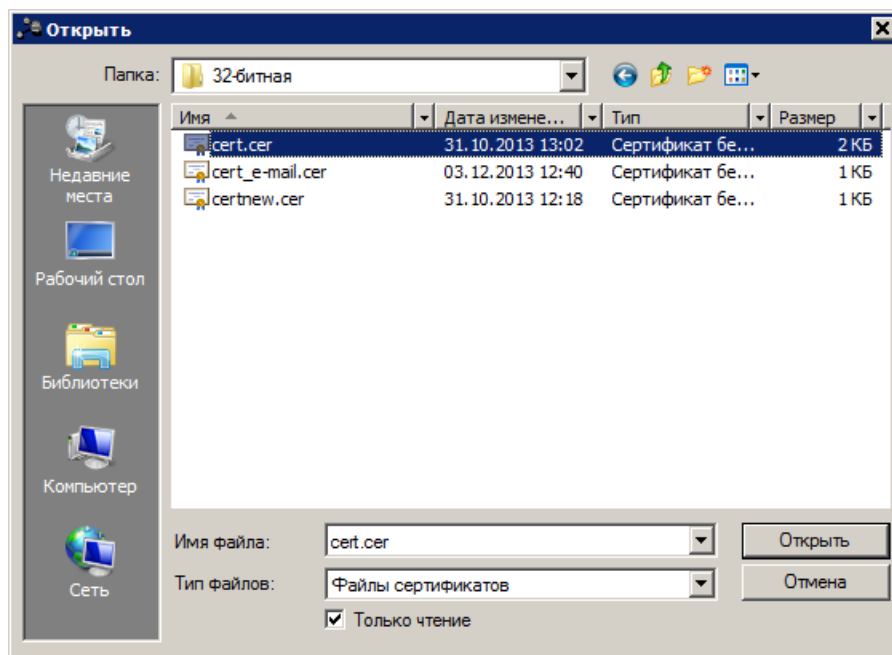 Открыть
Папка: 32-битная
Имя Дата измене... Тип Размер
cert.cer 31.10.2013 13:02 Сертификат бе... 2 КБ
cert_e-mail.cer 03.12.2013 12:40 Сертификат бе... 1 КБ
certnew.cer 31.10.2013 12:18 Сертификат бе... 1 КБ
Недавние
места
Рабочий стол
Библиотеки
Компьютер
Сеть
Имя файла: cert.cer Открыть
Тип файлов: Файлы сертификатов Отмена
Только чтение